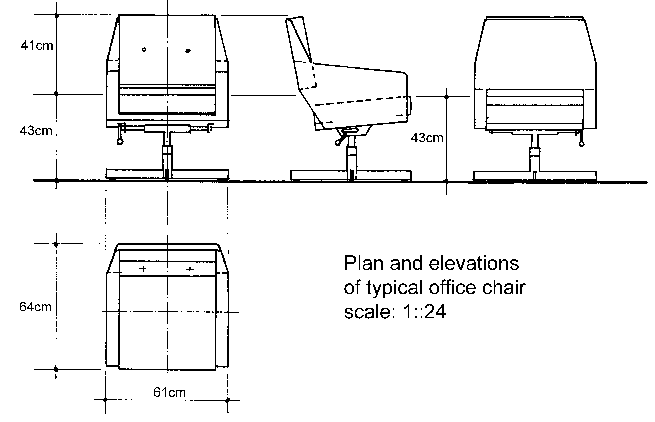 41cm
43cm
43cm
Plan and elevations
of typical office chair
scale: 1::24
64cm
61cm